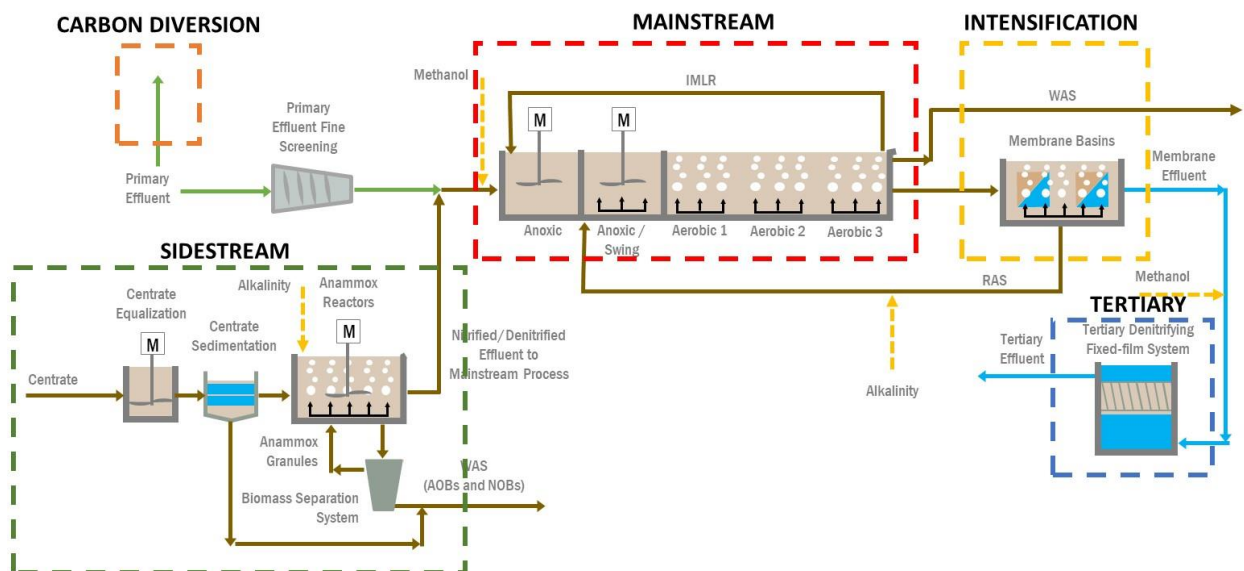 CARBON DIVERSION
MAINSTREAM
INTENSIFICATION
Methanol
IMLR
WAS
M
M
Primary
Effluent Fine
Screening
Membrane Basins
Membrane
Effluent
Primary
Effluent
Anoxic
Anoxic /
Swing
Aerobic 1
Aerobic 2
Aerobic 3
SIDESTREAM
RAS
Methanol
Alkalinity
Anammox
Reactors
Centrate
Equalization
Centrate
Sedimentation
M
M
TERTIARY
Tertiary Denitrifying
Fixed-film System
Tertiary
Effluent
Nitrified/Denitrified
Effluent to
Mainstream Process
Centrate
Alkalinity
Anammox
Granules
WAS
(AOBs and NOBs)
Biomass Separation
System